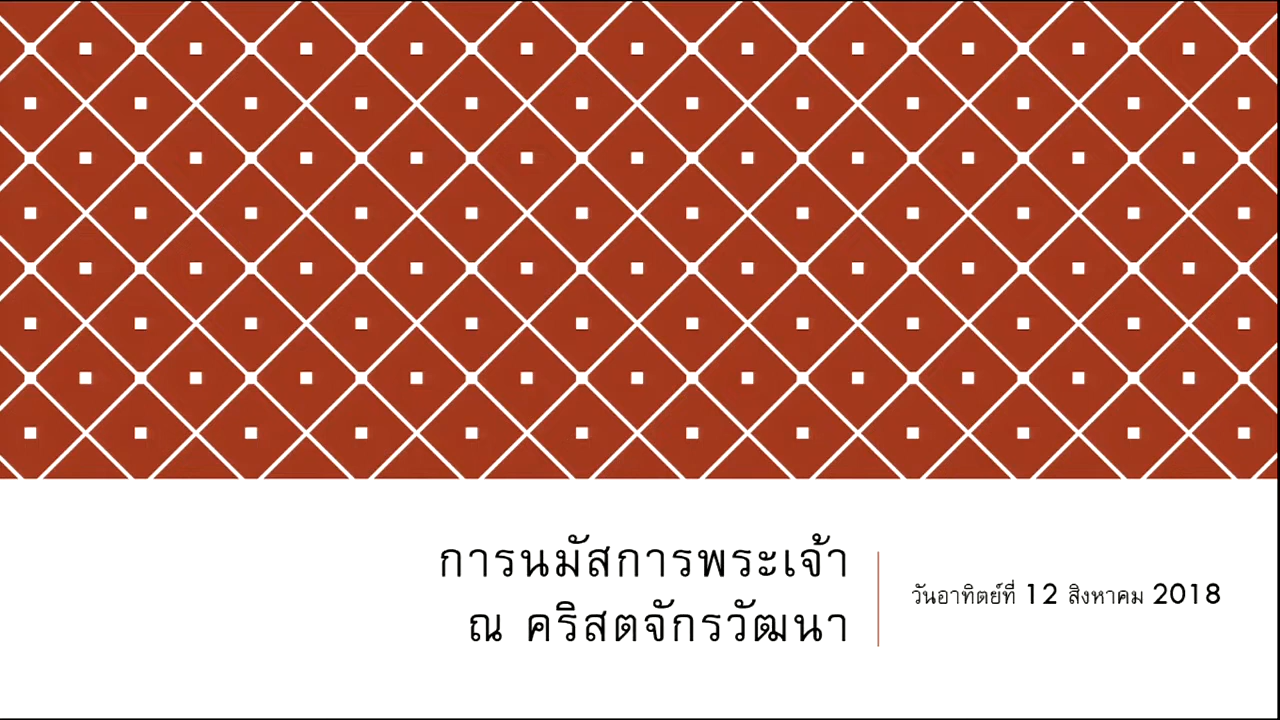 การนมัสการพระเจ้า
ณ คริสตจักรวัฒนา
วันอาทิตย์ที่ 12 สิงหาคม 2018